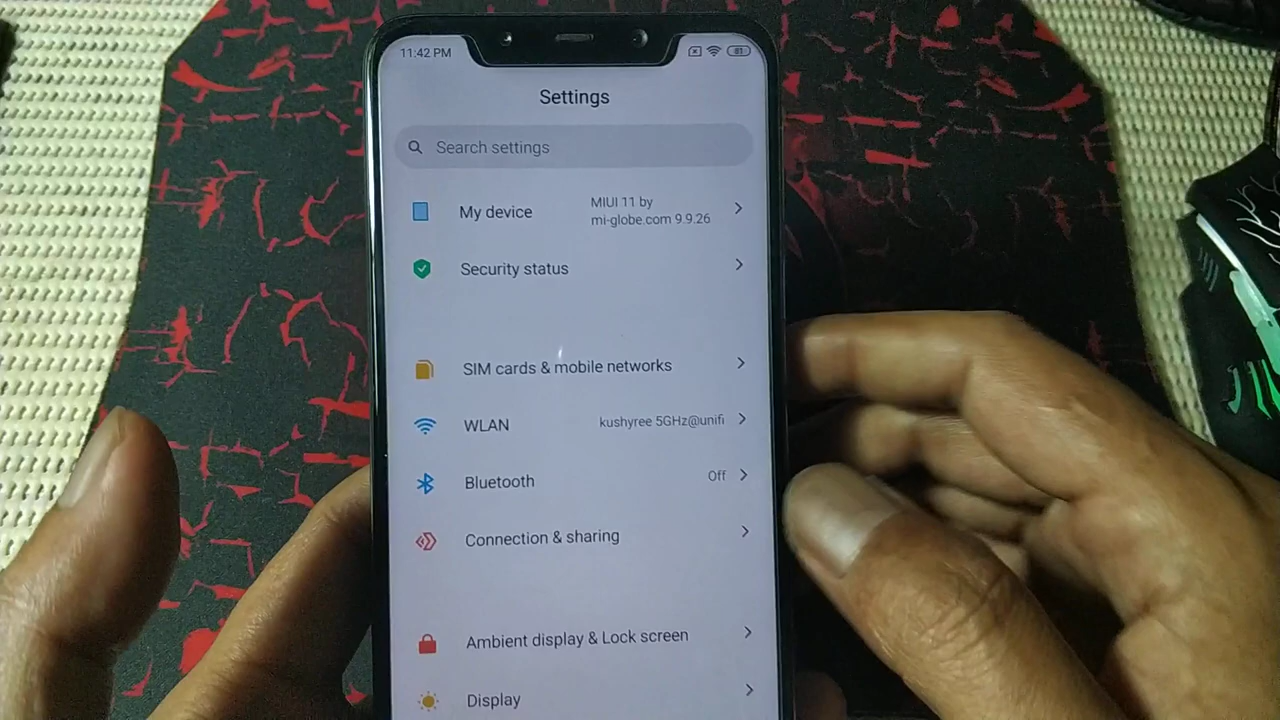 11:42 PM
81
Settings
Search settings
My device
MIUI 11 by
mi-globe.com 9.9.26
Security status
SIM cards & mobile networks
WLAN
kushyree 5GHz@unifi
Bluetooth
Off
Connection & sharing
Ambient display & Lock screen
Display